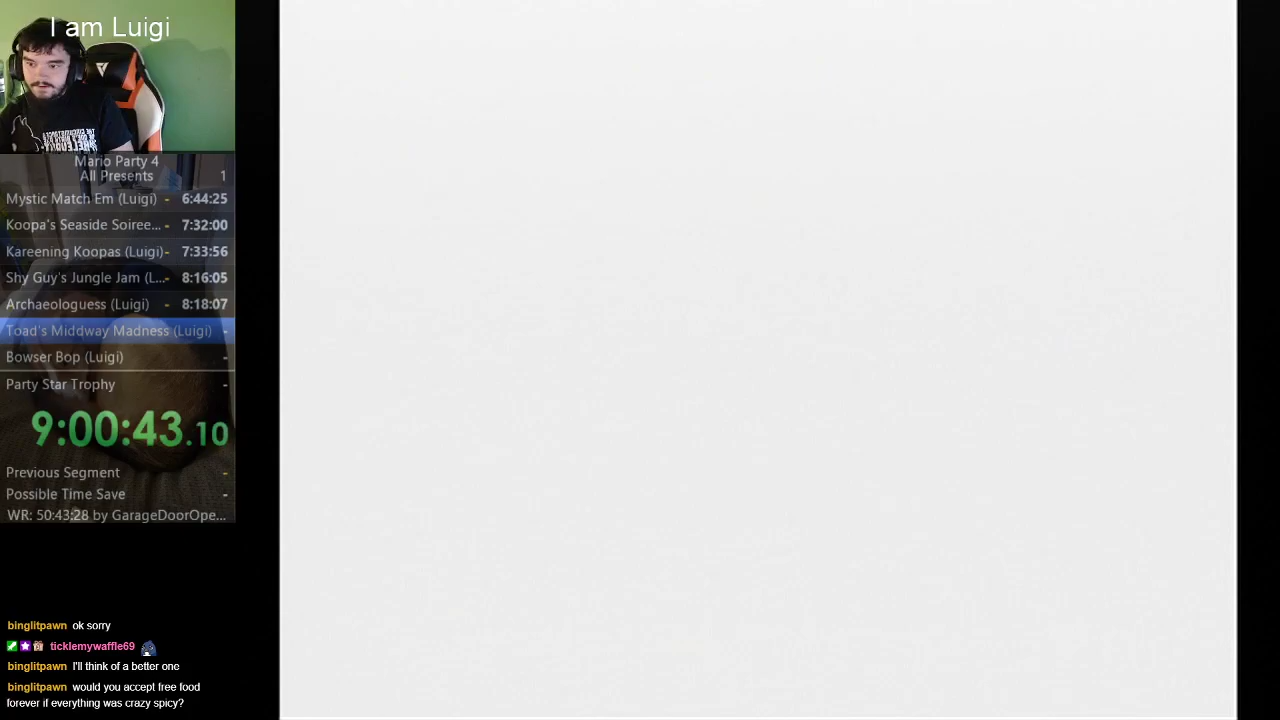 I am Luigi
Mario Party 4
All Presents 1
Mystic Match Em (Luigi) - 6:44:25
Koopa's Seaside Soiree... - 7:32:00
Kareening Koopas (Luigi) - 7:33:56
Shy Guy's Jungle Jam (L... - 8:16:05
Archaeologuess (Luigi) - 8:18:07
Toad's Middway Madness (Luigi) -
Bowser Bop (Luigi) -
Party Star Trophy -
9:00:43.10
Previous Segment -
Possible Time Save -
WR: 50:43:28 by GarageDoorOpe...
binglitpawn ok sorry
ticklemywaffle69
binglitpawn I'll think of a better one
binglitpawn would you accept free food
forever if everything was crazy spicy?